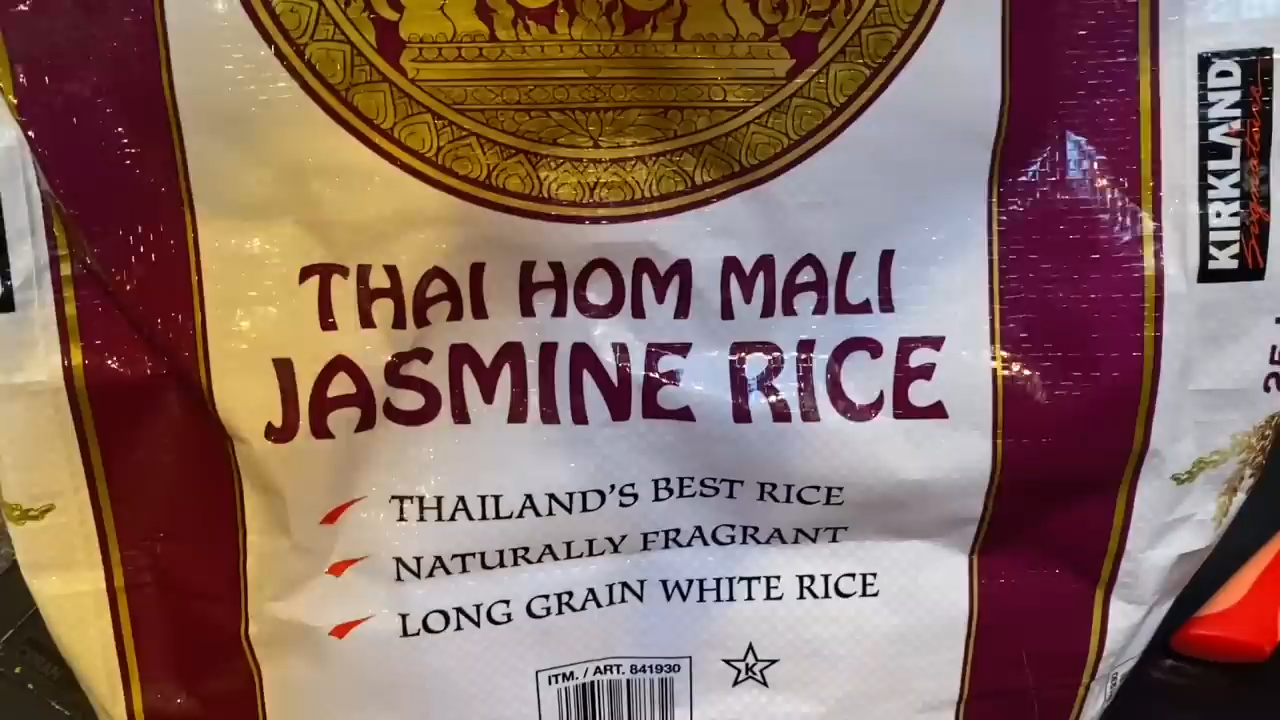 THAI HOM MALI
JASMINE RICE
THAILAND'S BEST RICE
NATURALLY FRAGRANT
LONG GRAIN WHITE RICE
ITM. / ART. 841930
K
KIRKLAND
Signature